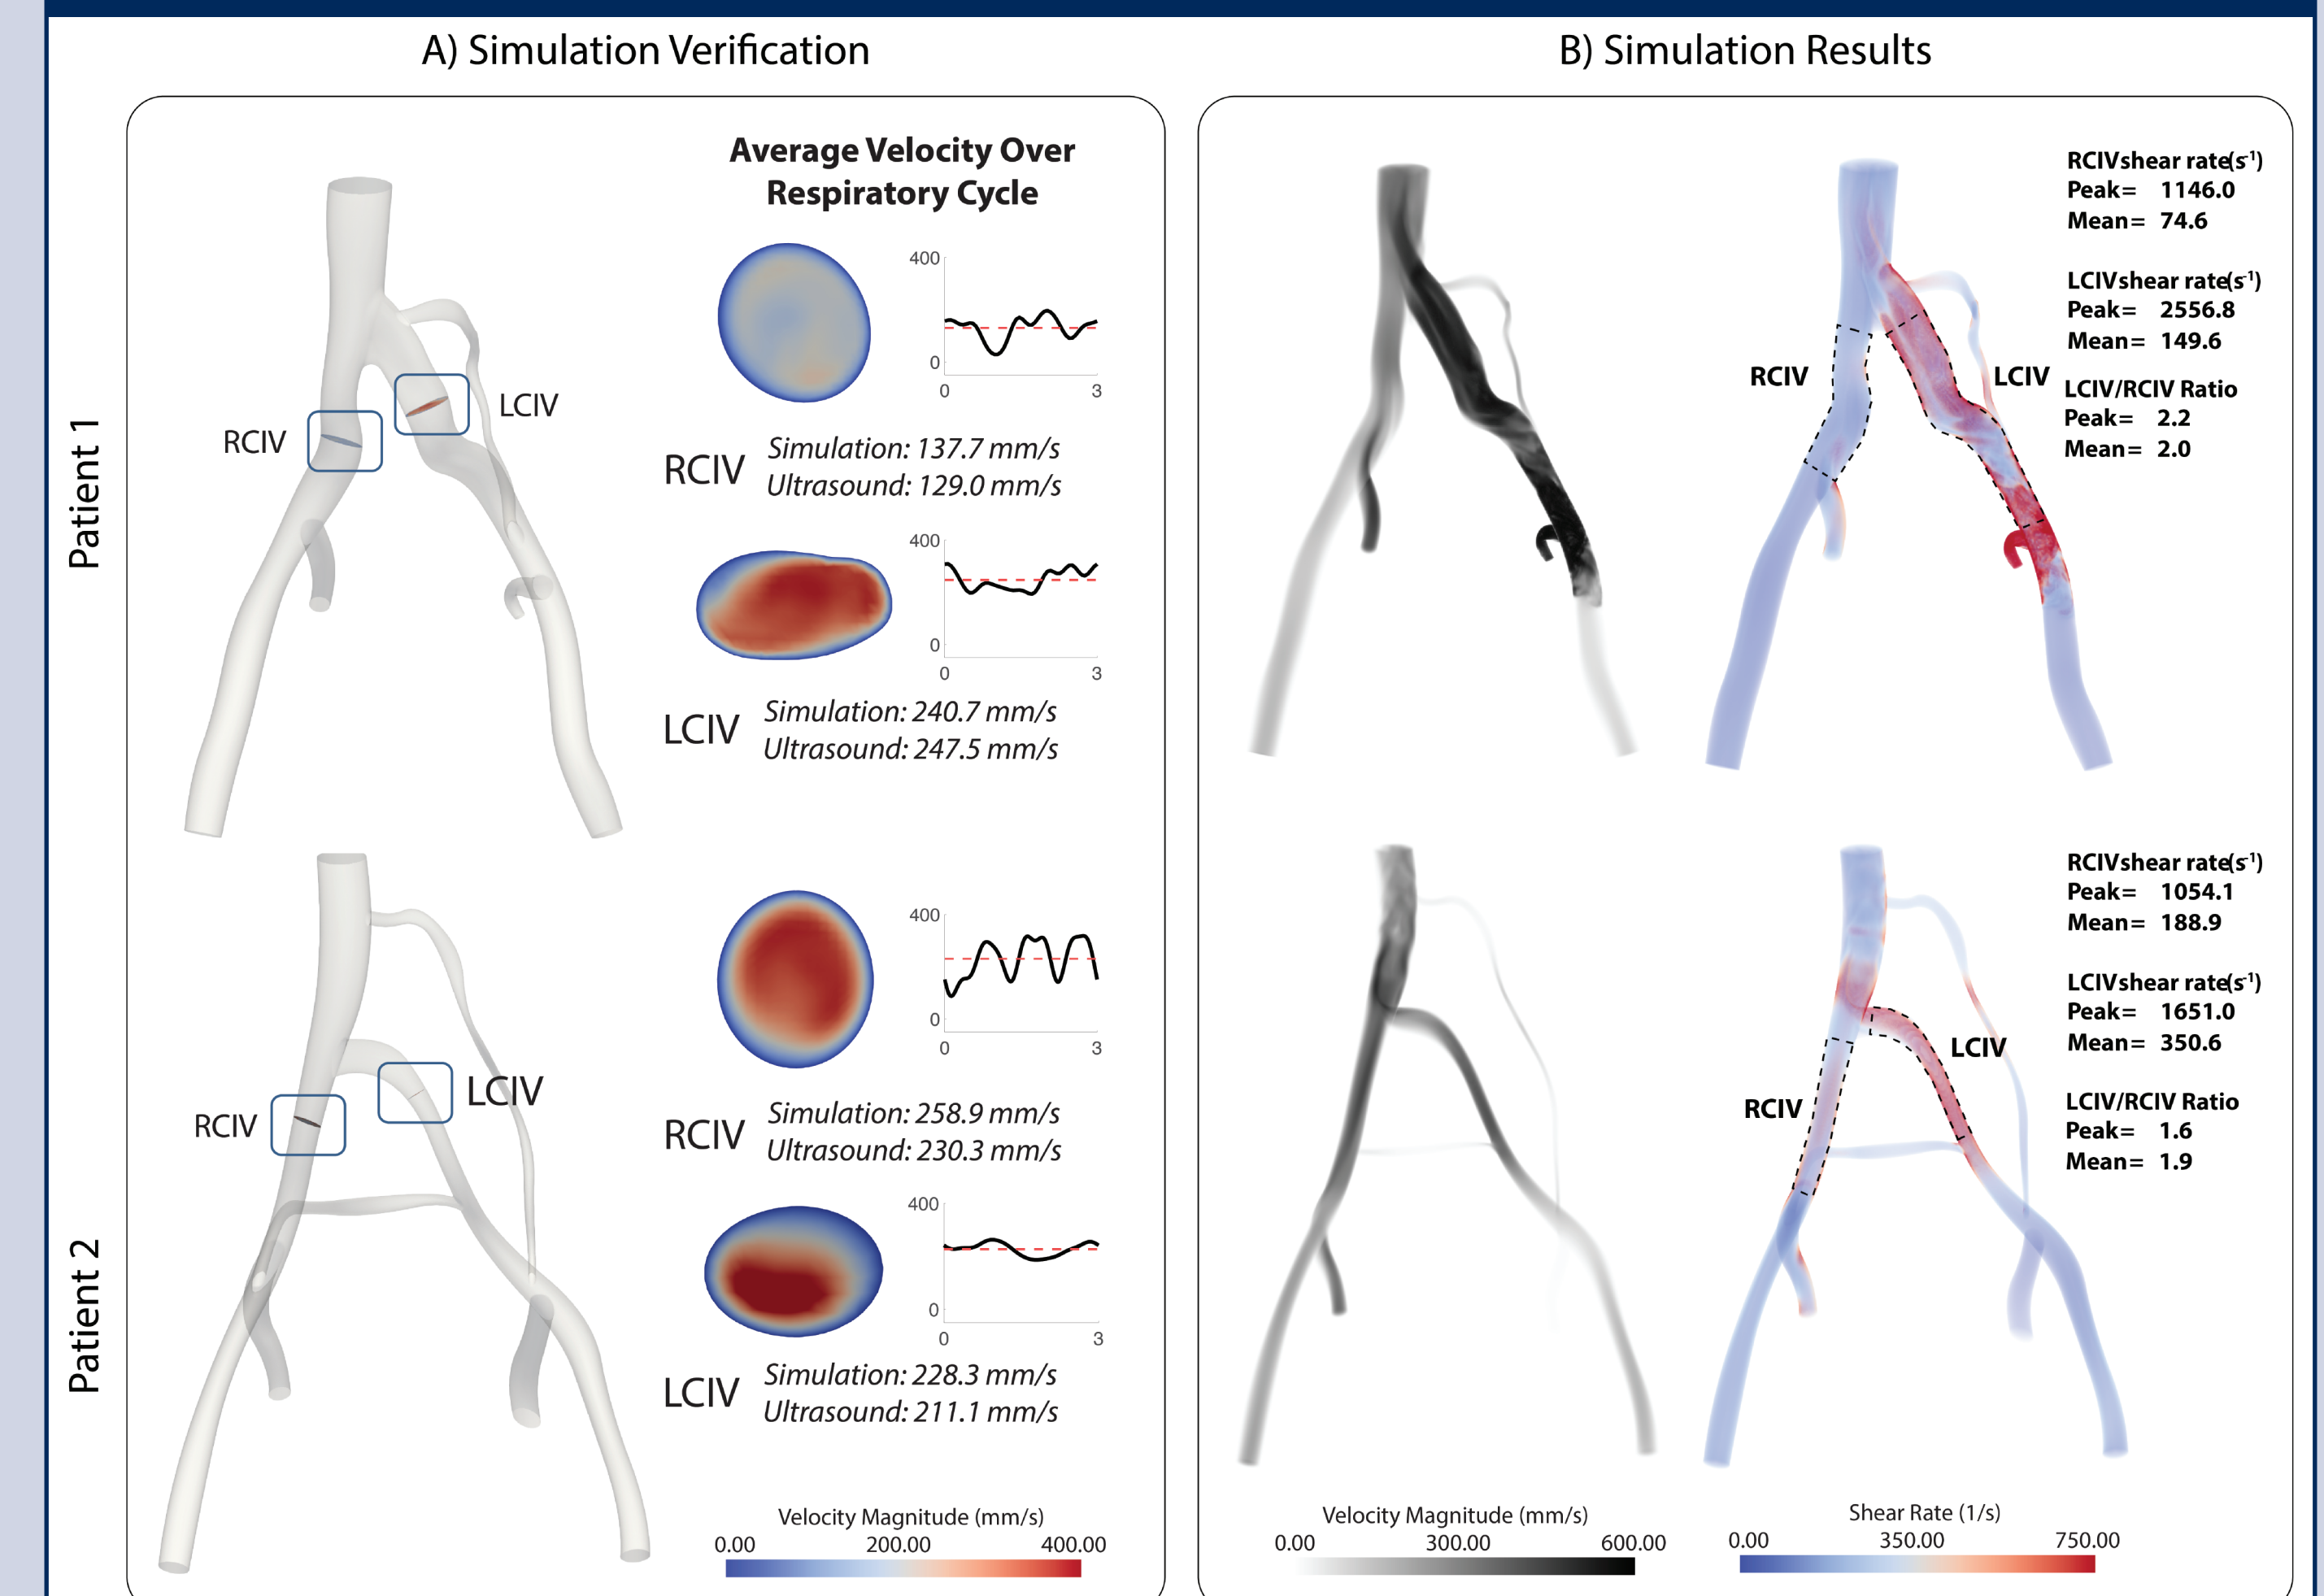 A) Simulation Verification
Patient 1
RCIV
LCIV
Average Velocity Over
Respiratory Cycle
400
0
0
3
RCIV
Simulation: 137.7 mm/s
Ultrasound: 129.0 mm/s
400
0
0
3
LCIV
Simulation: 240.7 mm/s
Ultrasound: 247.5 mm/s
Patient 2
RCIV
LCIV
400
0
0
3
RCIV
Simulation: 258.9 mm/s
Ultrasound: 230.3 mm/s
400
0
0
3
LCIV
Simulation: 228.3 mm/s
Ultrasound: 211.1 mm/s
Velocity Magnitude (mm/s)
0.00 200.00 400.00
B) Simulation Results
RCIV
LCIV
RCIVshear rate(s⁻¹)
Peak= 1146.0
Mean= 74.6
LCIVshear rate(s⁻¹)
Peak= 2556.8
Mean= 149.6
LCIV/RCIV Ratio
Peak= 2.2
Mean= 2.0
RCIV
LCIV
RCIVshear rate(s⁻¹)
Peak= 1054.1
Mean= 188.9
LCIVshear rate(s⁻¹)
Peak= 1651.0
Mean= 350.6
LCIV/RCIV Ratio
Peak= 1.6
Mean= 1.9
Velocity Magnitude (mm/s)
0.00 300.00 600.00
Shear Rate (1/s)
0.00 350.00 750.00